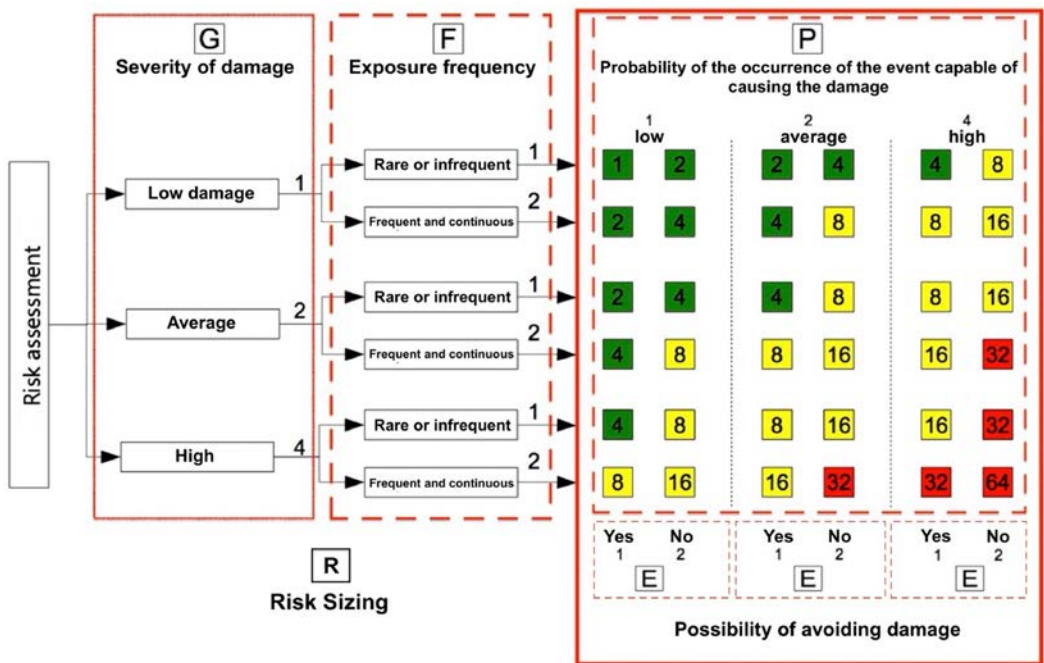 G
Severity of damage
F
Exposure frequency
P
Probability of the occurrence of the event capable of
causing the damage
1 2 4
low average high
Risk assessment
Low damage 1
Rare or infrequent 1
1 2 2 4 4 8
Frequent and continuous 2
2 4 4 8 8 16
Average 2
Rare or infrequent 1
2 4 4 8 8 16
Frequent and continuous 2
4 8 8 16 16 32
High 4
Rare or infrequent 1
4 8 8 16 16 32
Frequent and continuous 2
8 16 16 32 32 64
Yes No Yes No Yes No
1 2 1 2 1 2
E E E
R
Risk Sizing
Possibility of avoiding damage